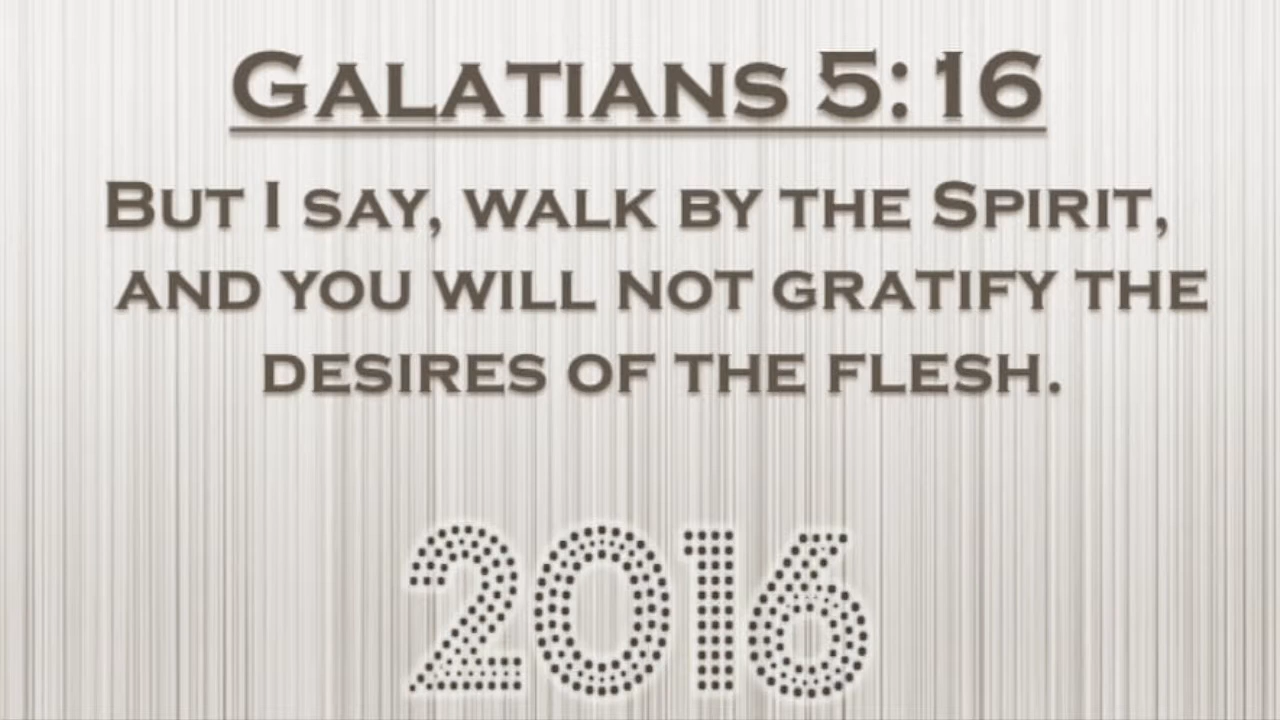 GALATIANS 5:16
BUT I SAY, WALK BY THE SPIRIT,
AND YOU WILL NOT GRATIFY THE
DESIRES OF THE FLESH.
2016